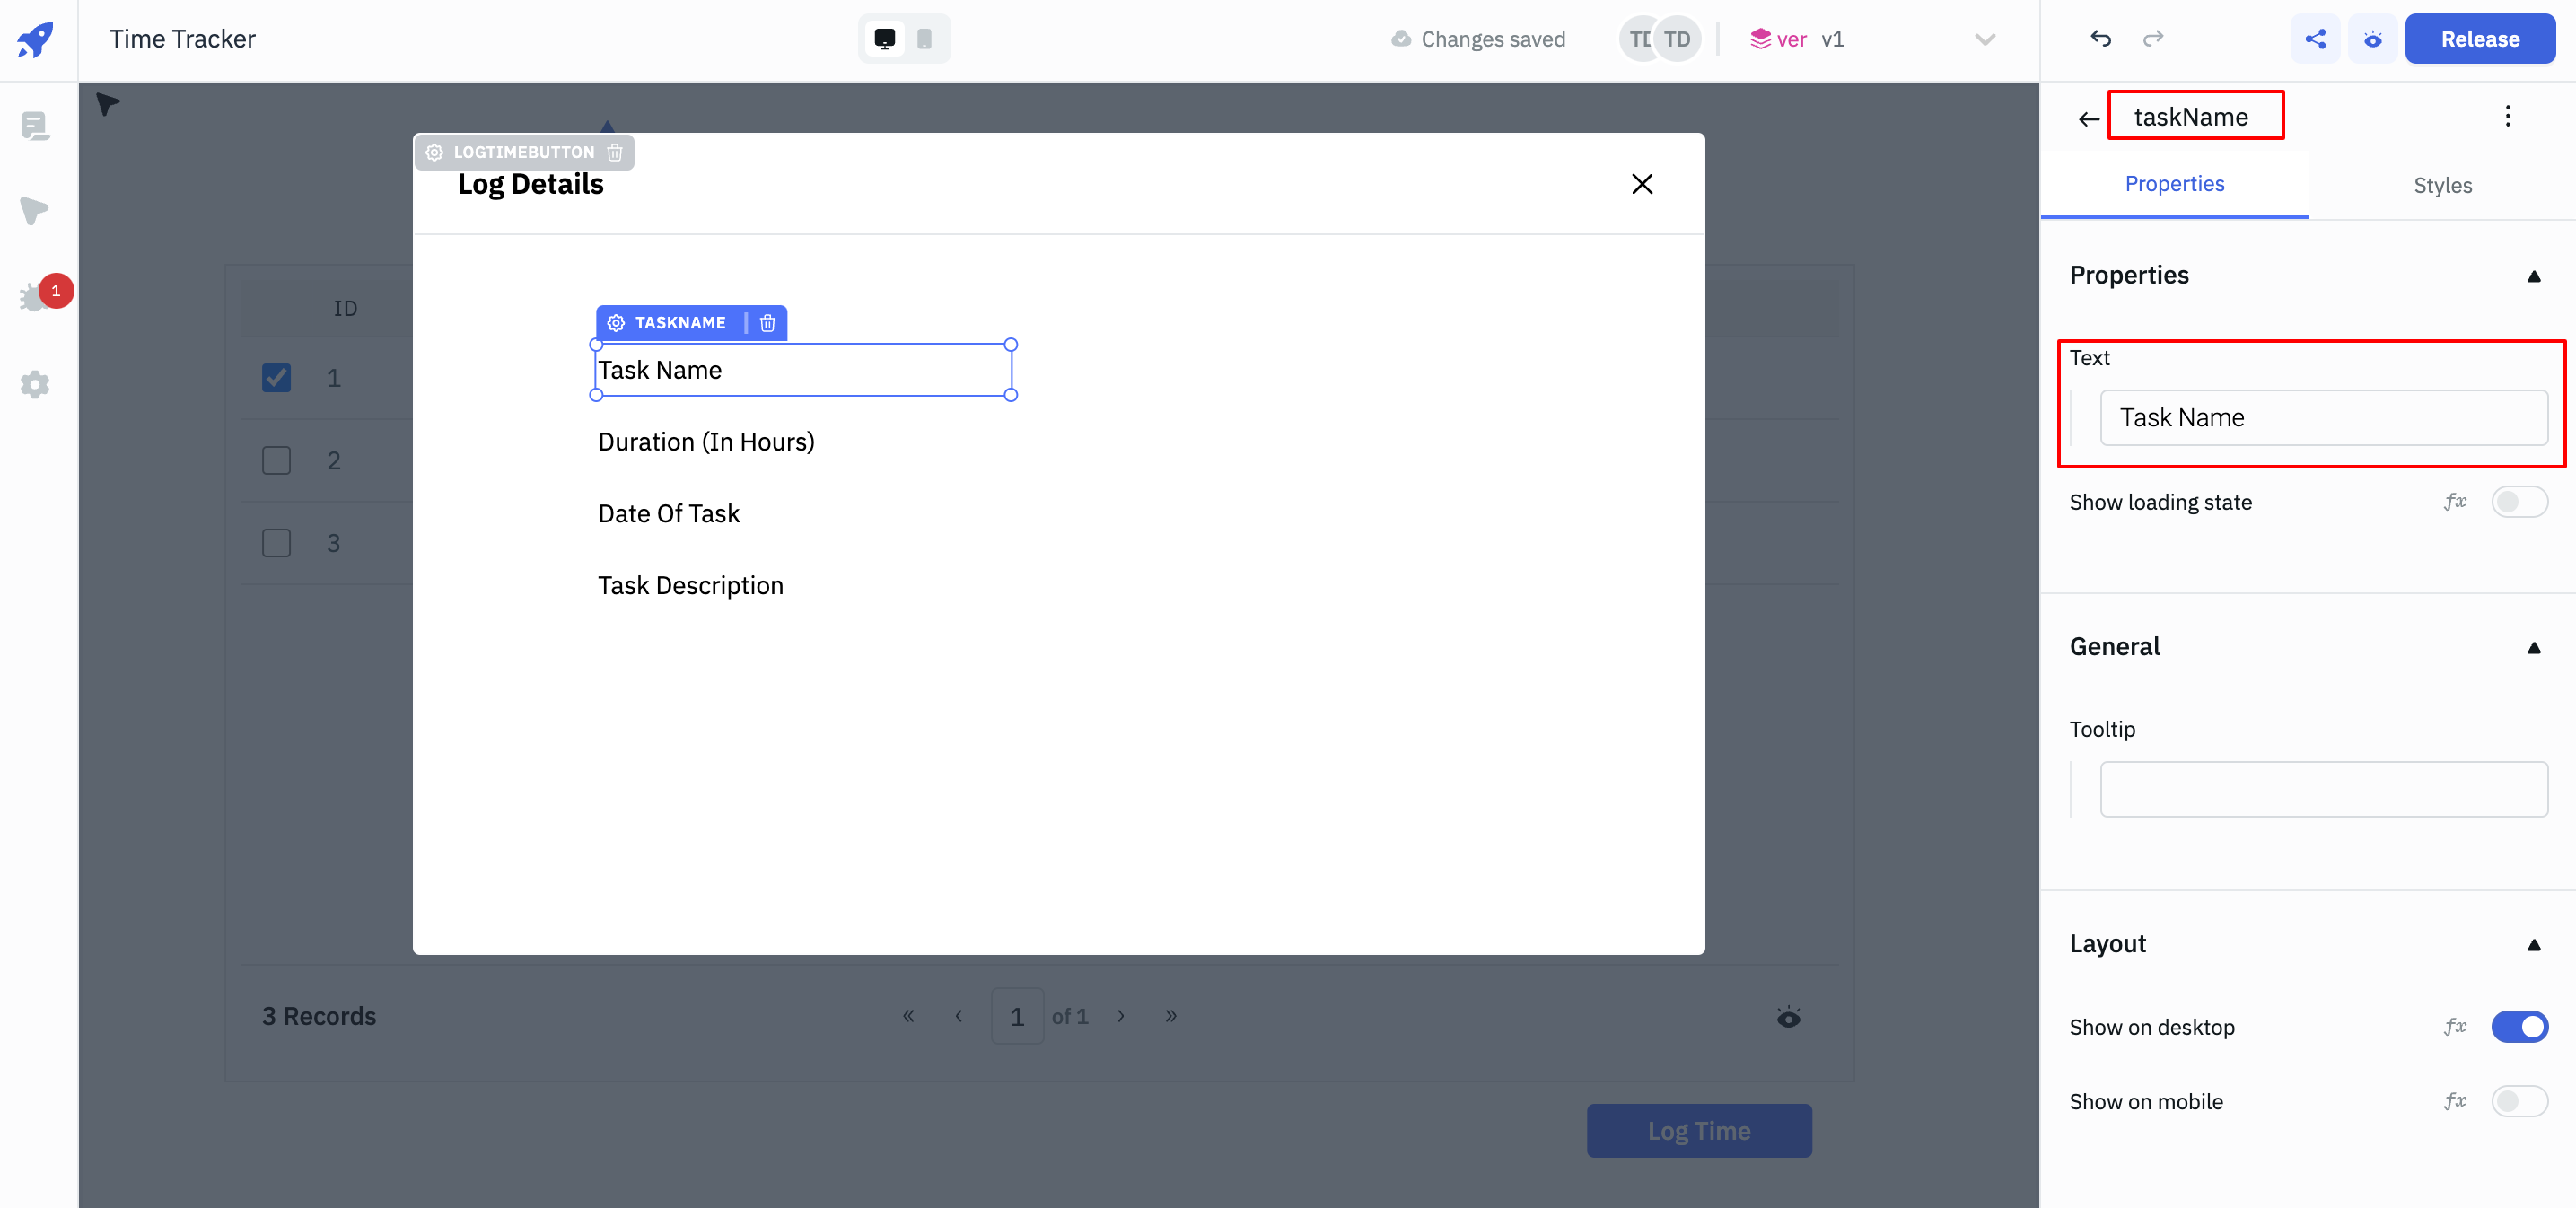 Time Tracker
Changes saved
TD TD
ver v1
Release
taskName
Properties Styles
LOGTIMEBUTTON
Log Details
TASKNAME
Task Name
Duration (In Hours)
Date Of Task
Task Description
1
ID
1
2
3
3 Records
« ‹ 1 of 1 › »
Log Time
Properties
Text
Task Name
Show loading state fx
General
Tooltip
Layout
Show on desktop fx
Show on mobile fx